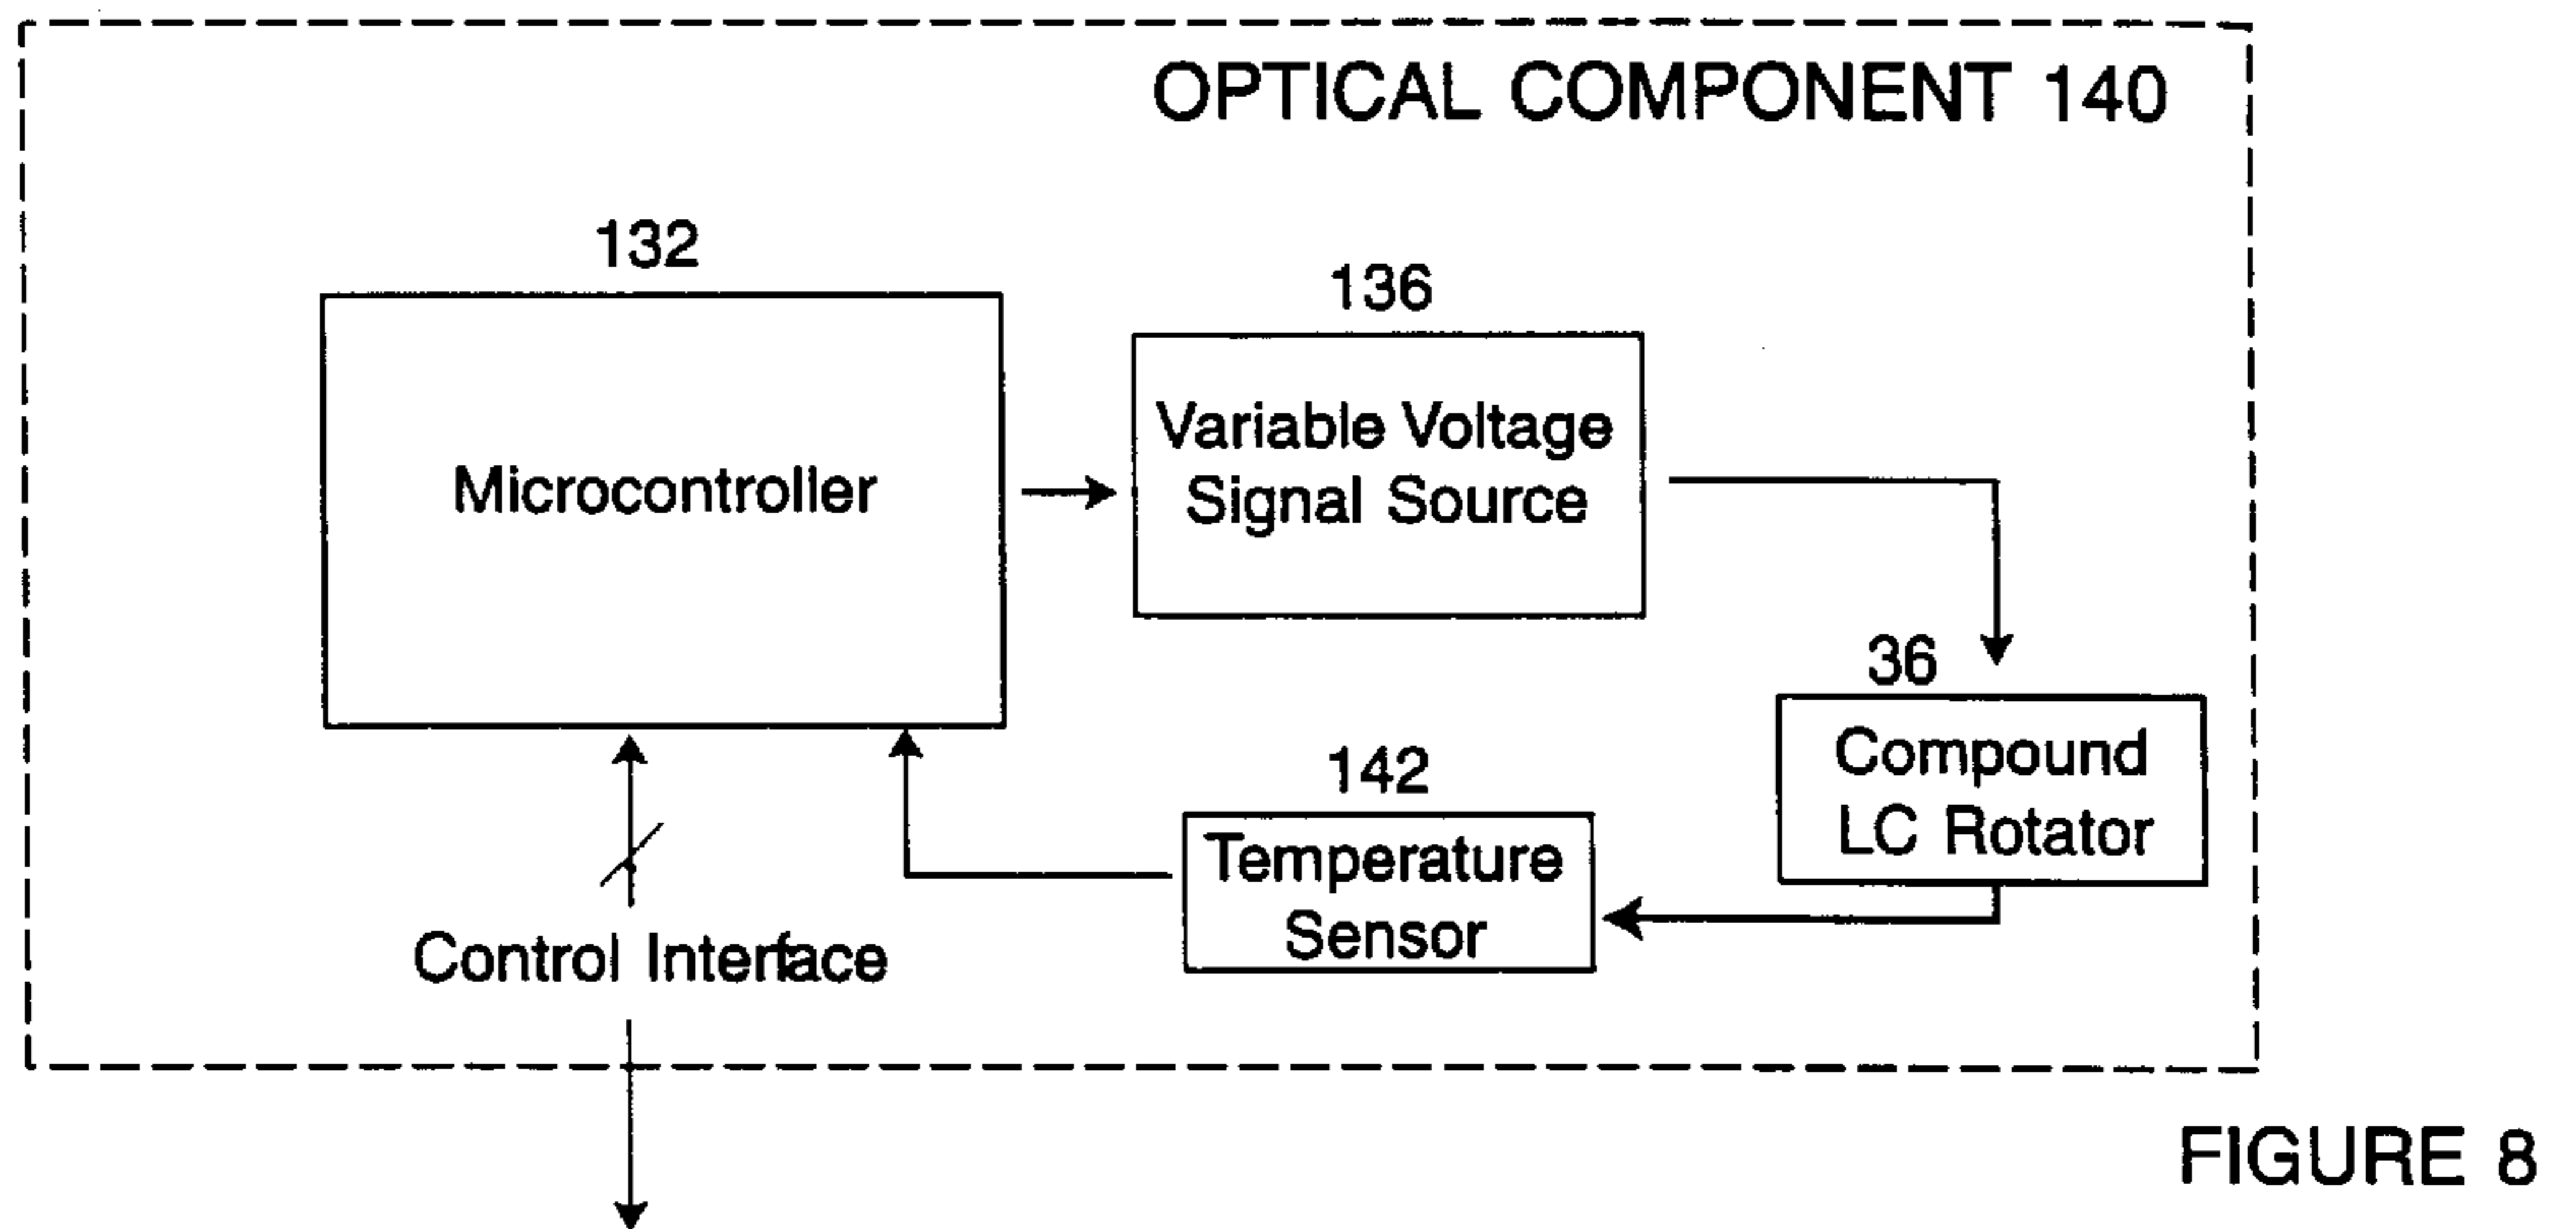 OPTICAL COMPONENT 140
132
Microcontroller
136
Variable Voltage
Signal Source
36
Compound
LC Rotator
142
Temperature
Sensor
Control Interface
FIGURE 8